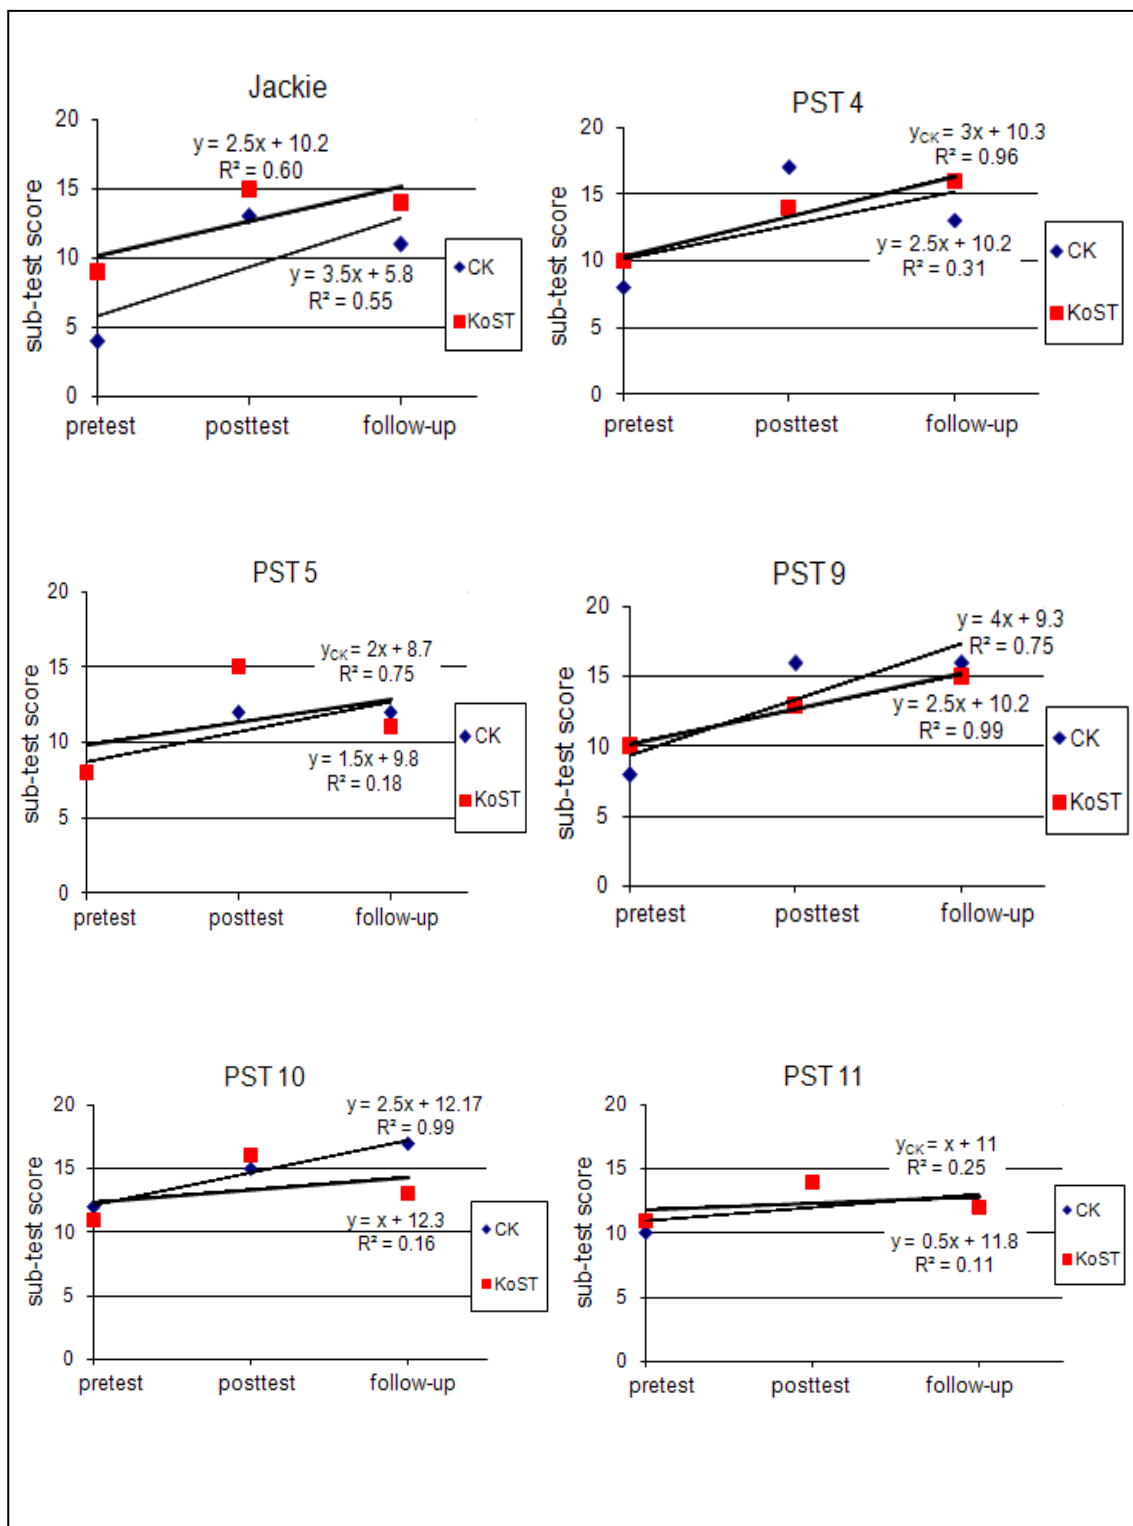 Jackie
20
15
10
5
0
sub-test score
y = 2.5x + 10.2
R² = 0.60
y = 3.5x + 5.8
R² = 0.55
CK
KoST
pretest posttest follow-up
PST 4
20
15
10
5
0
sub-test score
yCK = 3x + 10.3
R² = 0.96
y = 2.5x + 10.2
R² = 0.31
CK
KoST
pretest posttest follow-up
PST 5
20
15
10
5
0
sub-test score
yCK = 2x + 8.7
R² = 0.75
y = 1.5x + 9.8
R² = 0.18
CK
KoST
pretest posttest follow-up
PST 9
20
15
10
5
0
sub-test score
y = 4x + 9.3
R² = 0.75
y = 2.5x + 10.2
R² = 0.99
CK
KoST
pretest posttest follow-up
PST 10
20
15
10
5
0
sub-test score
y = 2.5x + 12.17
R² = 0.99
y = x + 12.3
R² = 0.16
CK
KoST
pretest posttest follow-up
PST 11
20
15
10
5
0
sub-test score
yCK = x + 11
R² = 0.25
y = 0.5x + 11.8
R² = 0.11
CK
KoST
pretest posttest follow-up